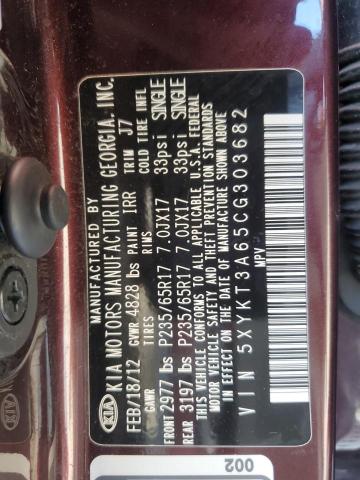 MANUFACTURED BY
KIA KIA MOTORS MANUFACTURING GEORGIA, INC.
FEB/18/12 GVWR 4828 lbs PAINT IRR TRIM J7
GAWR TIRES RIMS COLD TIRE INFL
FRONT 2977 lbs P235/65R17 7.0JX17 33psi SINGLE
REAR 3197 lbs P235/65R17 7.0JX17 33psi SINGLE
THIS VEHICLE CONFORMS TO ALL APPLICABLE U.S.A. FEDERAL
MOTOR VEHICLE SAFETY AND THEFT PREVENTION STANDARDS
IN EFFECT ON THE DATE OF MANUFACTURE SHOWN ABOVE
VIN 5XYKT3A65CG303682
MPV
002